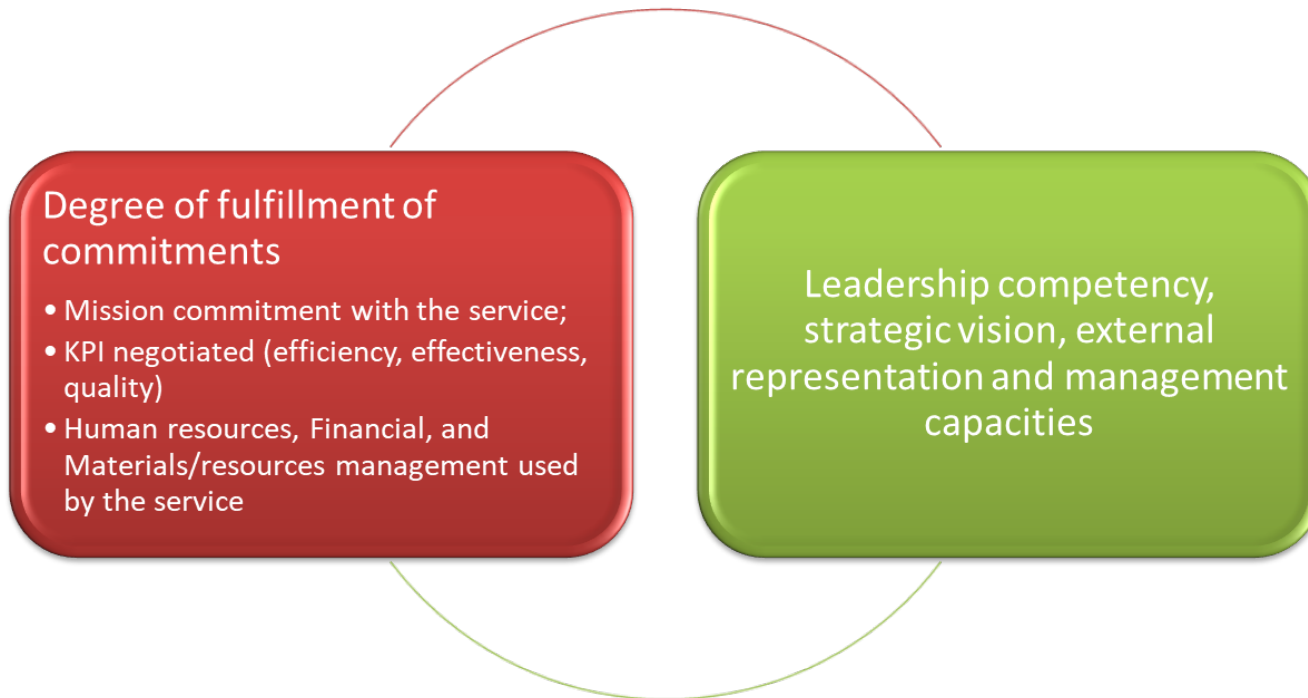 Degree of fulfillment of
commitments
• Mission commitment with the service;
• KPI negotiated (efficiency, effectiveness,
quality)
• Human resources, Financial, and
Materials/resources management used
by the service
Leadership competency,
strategic vision, external
representation and management
capacities